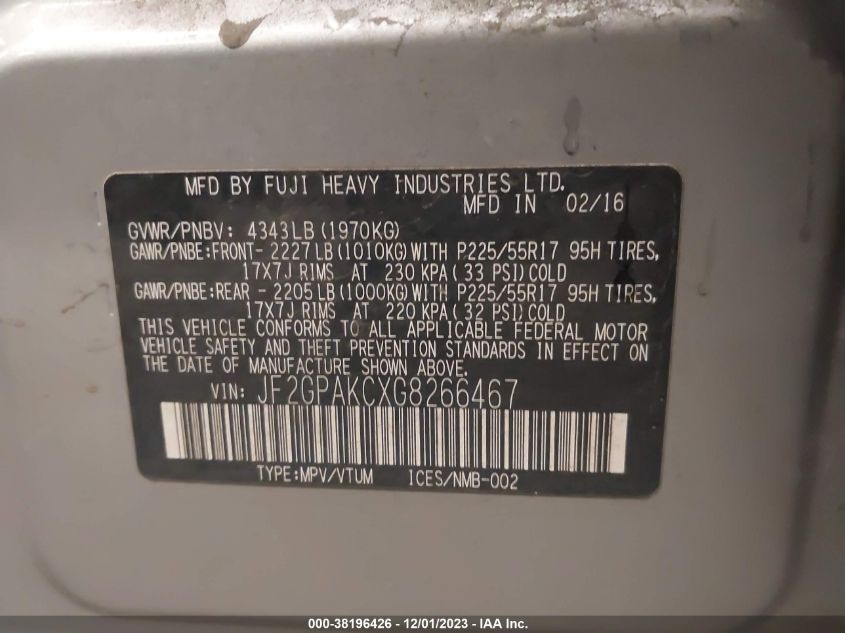 MFD BY FUJI HEAVY INDUSTRIES LTD.
MFD IN 02/16
GVWR/PNBV: 4343LB(1970KG)
GAWR/PNBE:FRONT- 2227LB(1010KG)WITH P225/55R17 95H TIRES,
17X7J RIMS AT 230 KPA(33 PSI)COLD
GAWR/PNBE:REAR - 2205LB(1000KG)WITH P225/55R17 95H TIRES,
17X7J RIMS AT 220 KPA(32 PSI)COLD
THIS VEHICLE CONFORMS TO ALL APPLICABLE FEDERAL MOTOR
VEHICLE SAFETY AND THEFT PREVENTION STANDARDS IN EFFECT ON
THE DATE OF MANUFACTURE SHOWN ABOVE.
VIN: JF2GPAKCXG8266467
TYPE:MPV/VTUM ICES/NMB-002
000-38196426 - 12/01/2023 - IAA Inc.